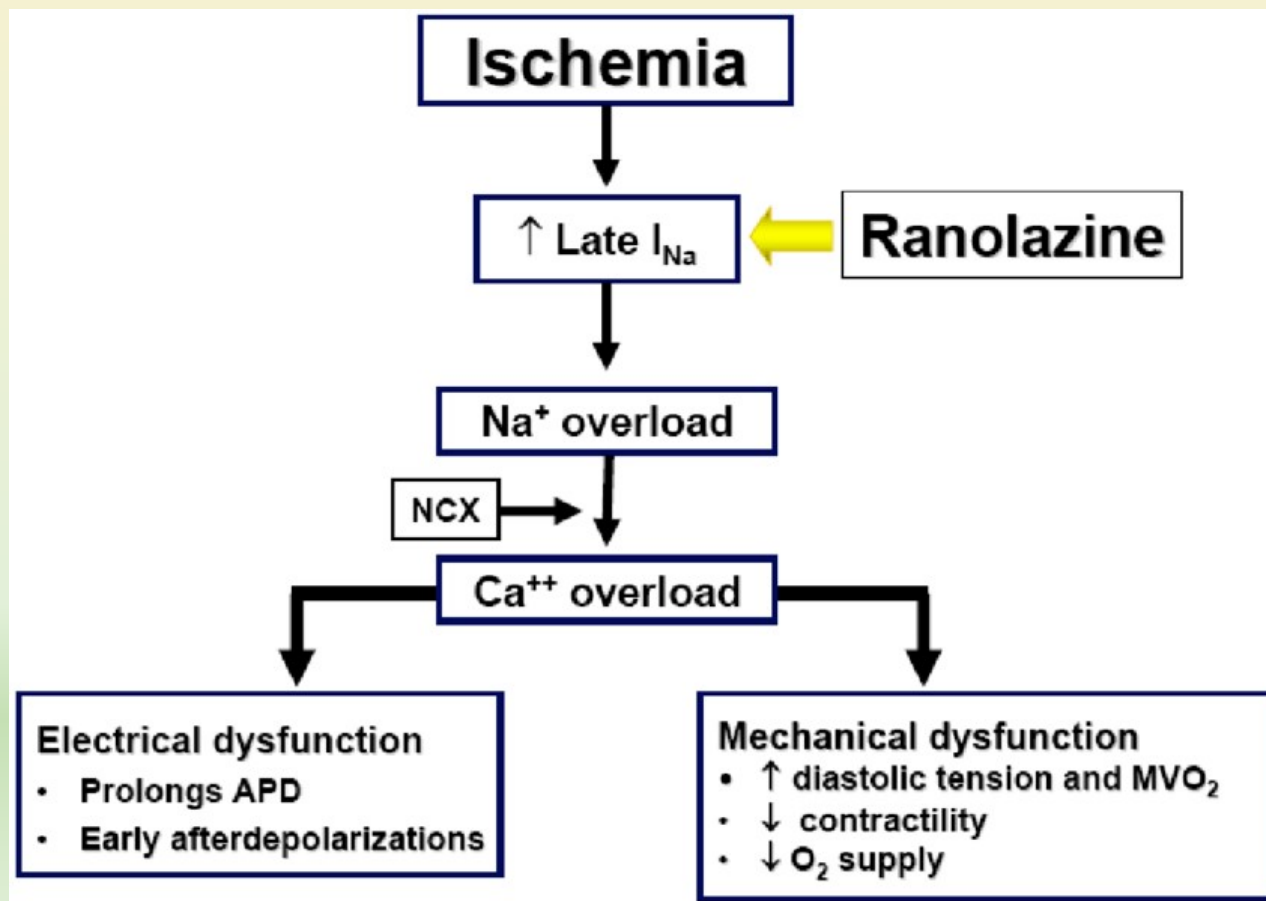 Ischemia
↑ Late I_Na
Ranolazine
Na⁺ overload
NCX
Ca⁺⁺ overload
Electrical dysfunction
· Prolongs APD
· Early afterdepolarizations
Mechanical dysfunction
• ↑ diastolic tension and MVO₂
· ↓ contractility
· ↓ O₂ supply